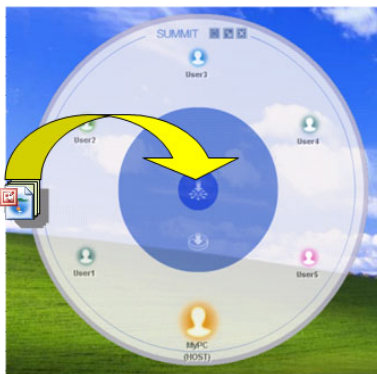 SUMMIT
User3
User2
User4
User1
User5
MyPC
(HOST)